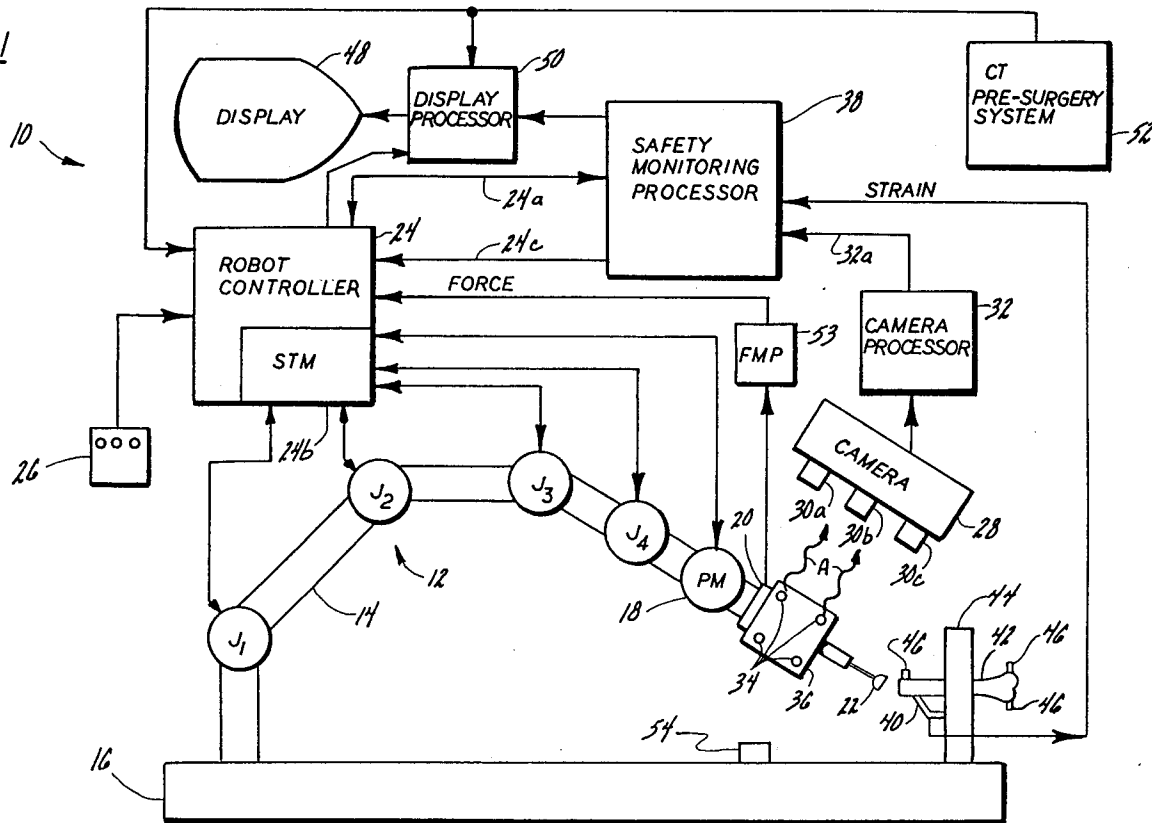 1
48
50
DISPLAY
DISPLAY
PROCESSOR
38
SAFETY
MONITORING
PROCESSOR
CT
PRE-SURGERY
SYSTEM
52
10
24a
STRAIN
24
24c
32a
ROBOT
CONTROLLER
FORCE
32
STM
FMP
53
CAMERA
PROCESSOR
26
24b
J2
J3
J4
CAMERA
30a
30b
30c
28
20
A
PM
18
12
14
J1
34
36
22
44
46
42
46
40
46
54
16